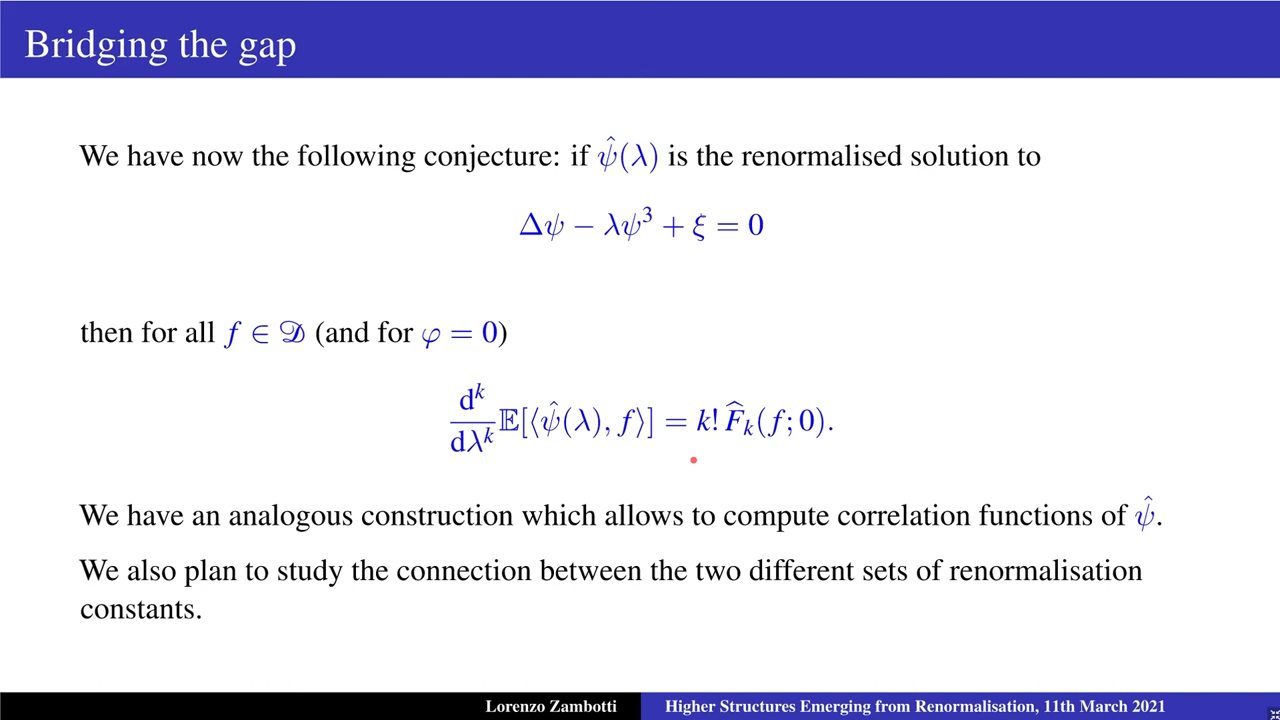 Bridging the gap
We have now the following conjecture: if ψ̂(λ) is the renormalised solution to
Δψ − λψ³ + ξ = 0
then for all f ∈ 𝒟 (and for φ = 0)
dᵏ/dλᵏ 𝔼[⟨ψ̂(λ), f⟩] = k! F̂ₖ(f; 0).
We have an analogous construction which allows to compute correlation functions of ψ̂.
We also plan to study the connection between the two different sets of renormalisation
constants.
Lorenzo Zambotti
Higher Structures Emerging from Renormalisation, 11th March 2021